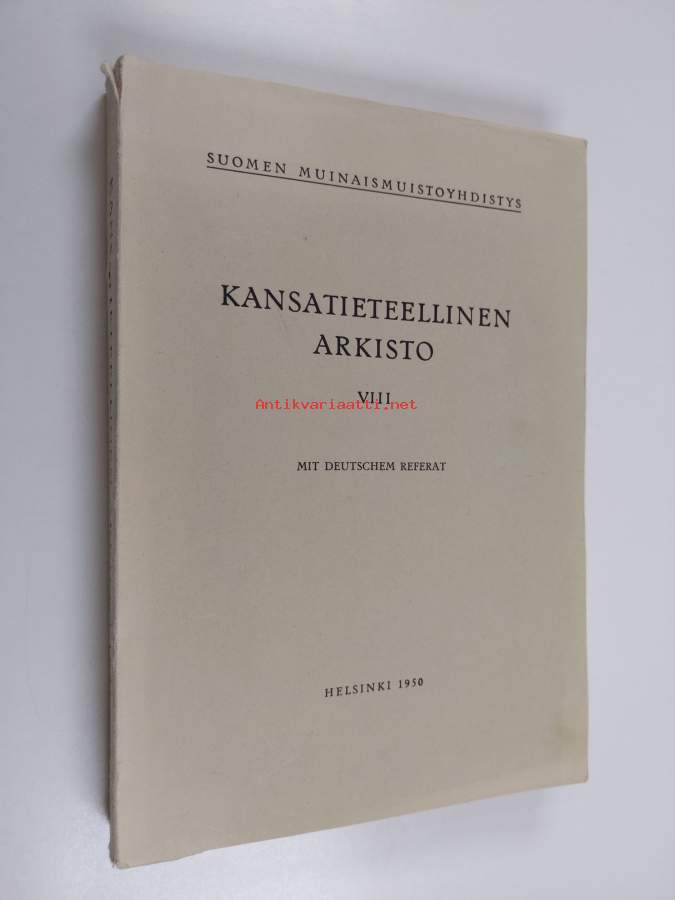 SUOMEN MUINAISMUISTOYHDISTYS
KANSATIETEELLINEN
ARKISTO
VIII
Antikvariaatti.net
MIT DEUTSCHEM REFERAT
HELSINKI 1950